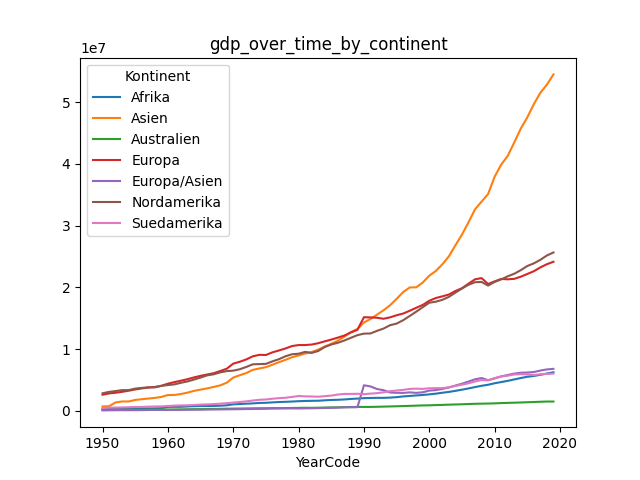 gdp_over_time_by_continent
1e7
Kontinent
Afrika
Asien
Australien
Europa
Europa/Asien
Nordamerika
Suedamerika
5
4
3
2
1
0
1950 1960 1970 1980 1990 2000 2010 2020
YearCode